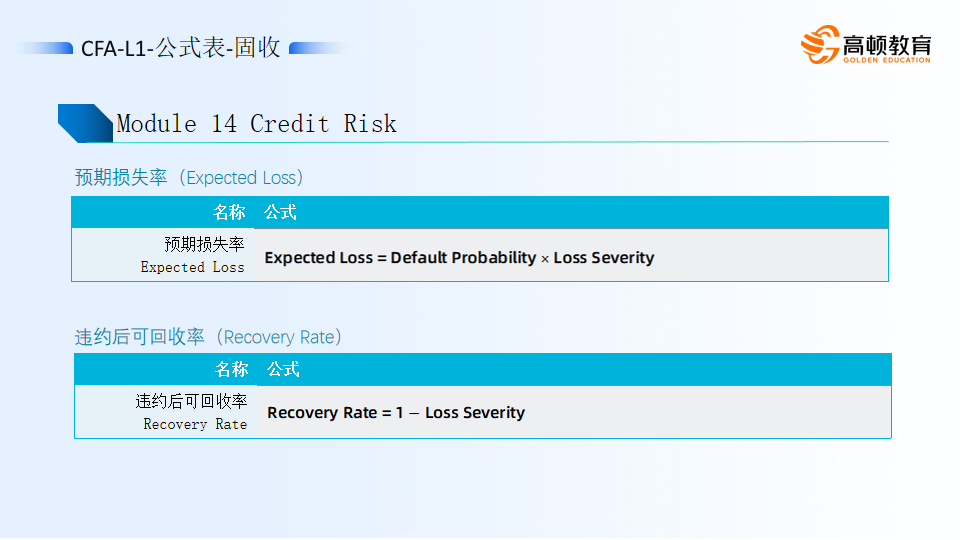 CFA-L1-公式表-固收
高顿教育
GOLDEN EDUCATION
Module 14 Credit Risk
预期损失率（Expected Loss）
名称 公式
预期损失率
Expected Loss
Expected Loss = Default Probability × Loss Severity
违约后可回收率（Recovery Rate）
名称 公式
违约后可回收率
Recovery Rate
Recovery Rate = 1 − Loss Severity